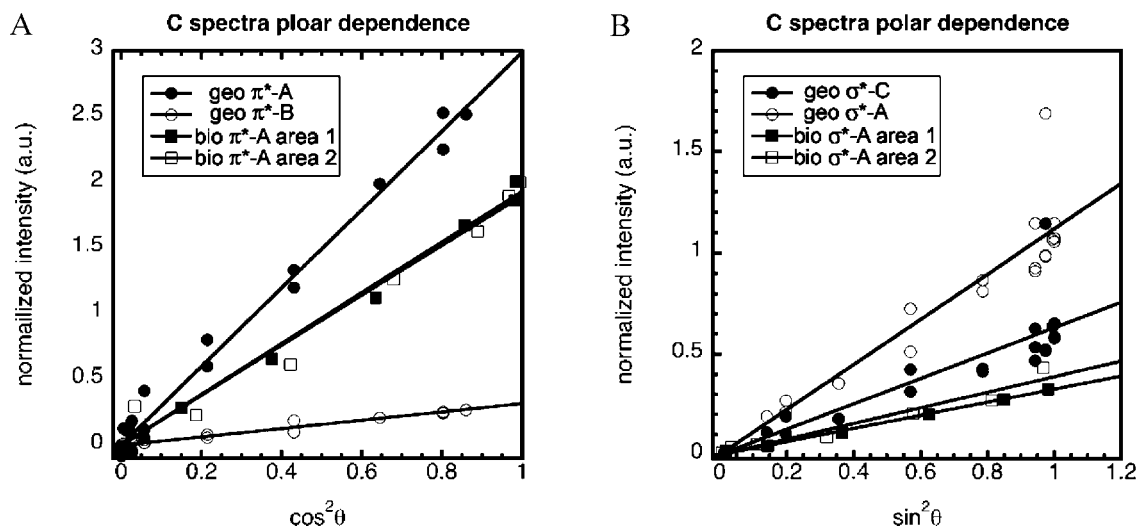 A
C spectra ploar dependence
normailized intensity (a.u.)
3
2.5
2
1.5
1
0.5
0
geo π*-A
geo π*-B
bio π*-A area 1
bio π*-A area 2
0 0.2 0.4 0.6 0.8 1
cos²θ
B
C spectra polar dependence
normalized intensity (a.u.)
2
1.5
1
0.5
0
geo σ*-C
geo σ*-A
bio σ*-A area 1
bio σ*-A area 2
0 0.2 0.4 0.6 0.8 1 1.2
sin²θ